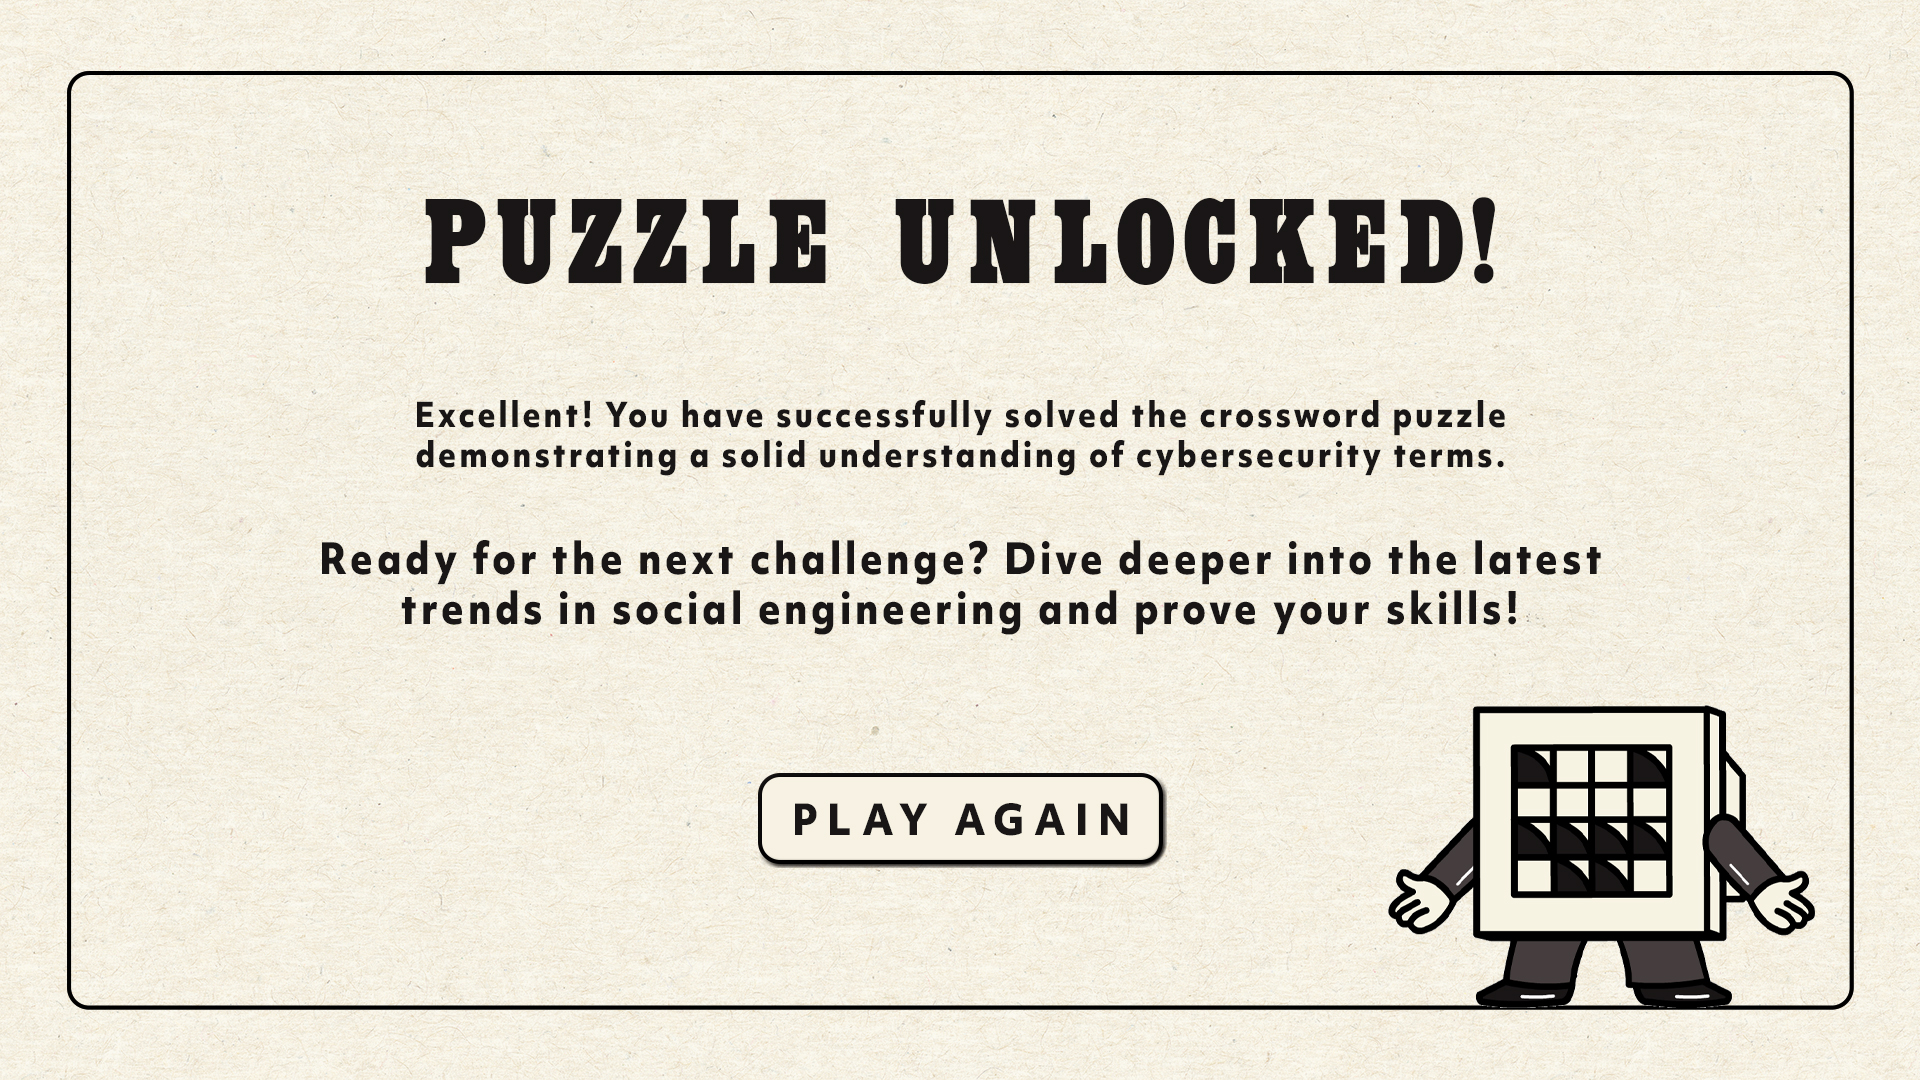 PUZZLE UNLOCKED!
Excellent! You have successfully solved the crossword puzzle
demonstrating a solid understanding of cybersecurity terms.
Ready for the next challenge? Dive deeper into the latest
trends in social engineering and prove your skills!
PLAY AGAIN